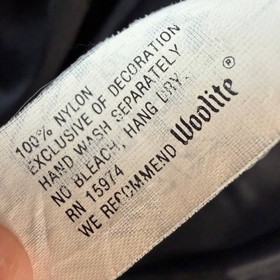 100% NYLON
EXCLUSIVE OF DECORATION
HAND WASH SEPARATELY
NO BLEACH, HANG DRY.
RN 15974
WE RECOMMEND Woolite®